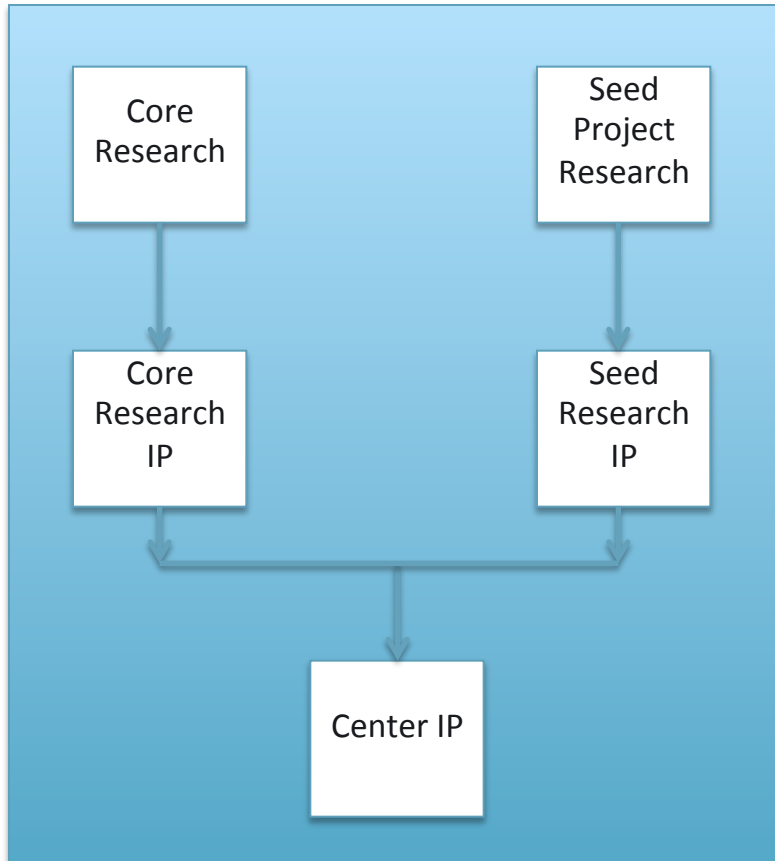 Core
Research
Seed
Project
Research
Core
Research
IP
Seed
Research
IP
Center IP